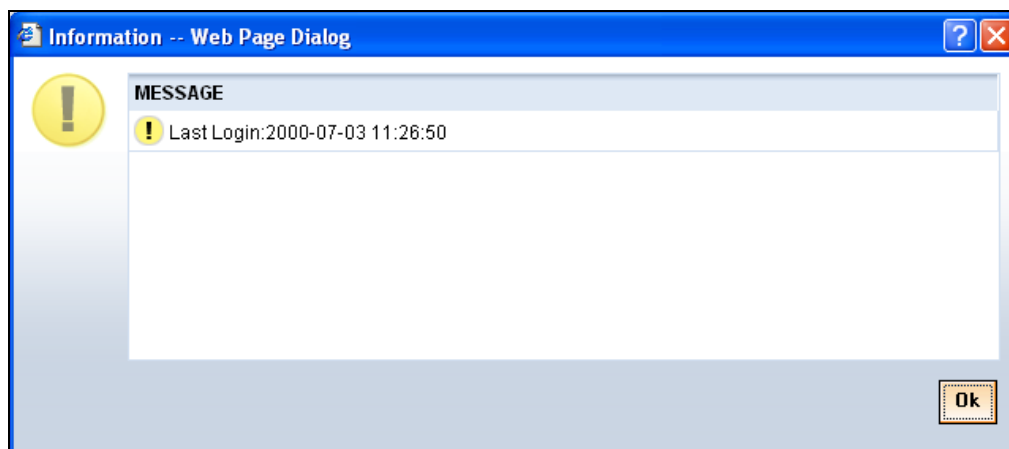 Information -- Web Page Dialog
MESSAGE
Last Login:2000-07-03 11:26:50
Ok